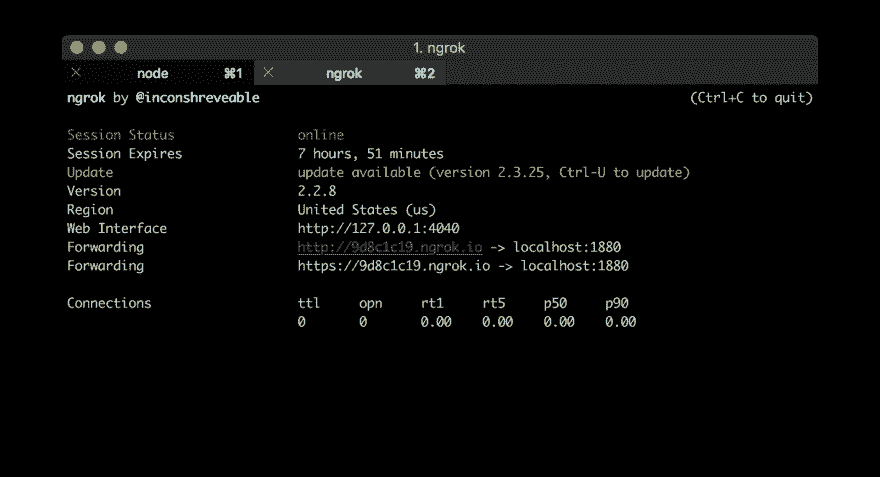 1. ngrok
× node ⌘1 × ngrok ⌘2
ngrok by @inconshreveable (Ctrl+C to quit)
Session Status online
Session Expires 7 hours, 51 minutes
Update update available (version 2.3.25, Ctrl-U to update)
Version 2.2.8
Region United States (us)
Web Interface http://127.0.0.1:4040
Forwarding http://9d8c1c19.ngrok.io -> localhost:1880
Forwarding https://9d8c1c19.ngrok.io -> localhost:1880
Connections ttl opn rt1 rt5 p50 p90
0 0 0.00 0.00 0.00 0.00